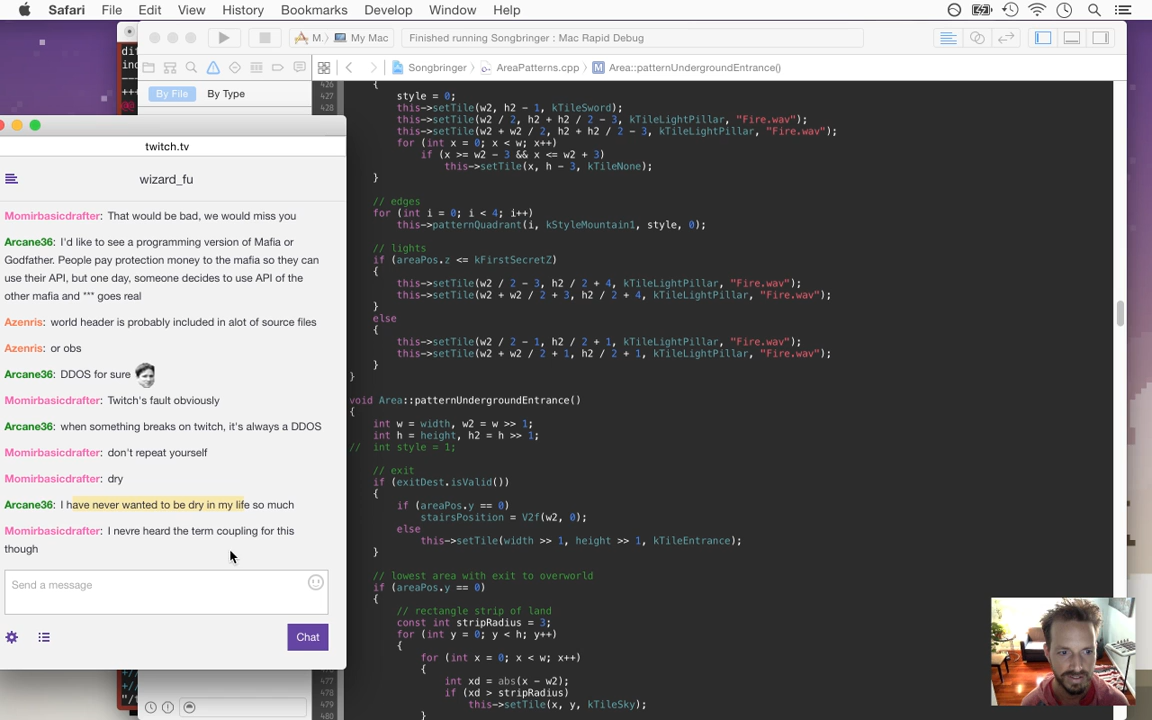 Safari File Edit View History Bookmarks Develop Window Help
M.) My Mac
Finished running Songbringer : Mac Rapid Debug
Songbringer AreaPatterns.cpp M Area::patternUndergroundEntrance()
By File By Type
twitch.tv
wizard_fu
Momirbasicdrafter: That would be bad, we would miss you
Arcane36: I'd like to see a programming version of Mafia or
Godfather. People pay protection money to the mafia so they can
use their API, but one day, someone decides to use API of the
other mafia and *** goes real
Azenris: world header is probably included in alot of source files
Azenris: or obs
Arcane36: DDOS for sure
Momirbasicdrafter: Twitch's fault obviously
Arcane36: when something breaks on twitch, it's always a DDOS
Momirbasicdrafter: don't repeat yourself
Momirbasicdrafter: dry
Arcane36: I have never wanted to be dry in my life so much
Momirbasicdrafter: I nevre heard the term coupling for this
though
Send a message
Chat
426 {
427 style = 0;
428 this->setTile(w2, h2 - 1, kTileSword);
this->setTile(w2 / 2, h2 + h2 / 2 - 3, kTileLightPillar, "Fire.wav");
this->setTile(w2 + w2 / 2, h2 + h2 / 2 - 3, kTileLightPillar, "Fire.wav");
for (int x = 0; x < w; x++)
if (x >= w2 - 3 && x <= w2 + 3)
this->setTile(x, h - 3, kTileNone);
}
// edges
for (int i = 0; i < 4; i++)
this->patternQuadrant(i, kStyleMountain1, style, 0);
// lights
if (areaPos.z <= kFirstSecretZ)
{
this->setTile(w2 / 2 - 3, h2 / 2 + 4, kTileLightPillar, "Fire.wav");
this->setTile(w2 + w2 / 2 + 3, h2 / 2 + 4, kTileLightPillar, "Fire.wav");
}
else
{
this->setTile(w2 / 2 - 1, h2 / 2 + 1, kTileLightPillar, "Fire.wav");
this->setTile(w2 + w2 / 2 + 1, h2 / 2 + 1, kTileLightPillar, "Fire.wav");
}
}
void Area::patternUndergroundEntrance()
{
int w = width, w2 = w >> 1;
int h = height, h2 = h >> 1;
// int style = 1;
// exit
if (exitDest.isValid())
{
if (areaPos.y == 0)
stairsPosition = V2f(w2, 0);
else
this->setTile(width >> 1, height >> 1, kTileEntrance);
}
// lowest area with exit to overworld
if (areaPos.y == 0)
{
// rectangle strip of land
const int stripRadius = 3;
for (int y = 0; y < h; y++)
{
for (int x = 0; x < w; x++)
477 {
478 int xd = abs(x - w2);
if (xd > stripRadius)
479 this->setTile(x, y, kTileSky);
480 }